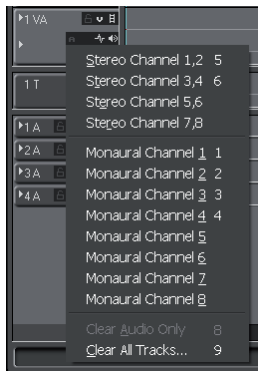 1 VA
Stereo Channel 1,2 5
Stereo Channel 3,4 6
1 T
Stereo Channel 5,6
Stereo Channel 7,8
1 A
2 A
Monaural Channel 1 1
Monaural Channel 2 2
3 A
Monaural Channel 3 3
4 A
Monaural Channel 4 4
Monaural Channel 5
Monaural Channel 6
Monaural Channel 7
Monaural Channel 8
Clear Audio Only 8
Clear All Tracks... 9